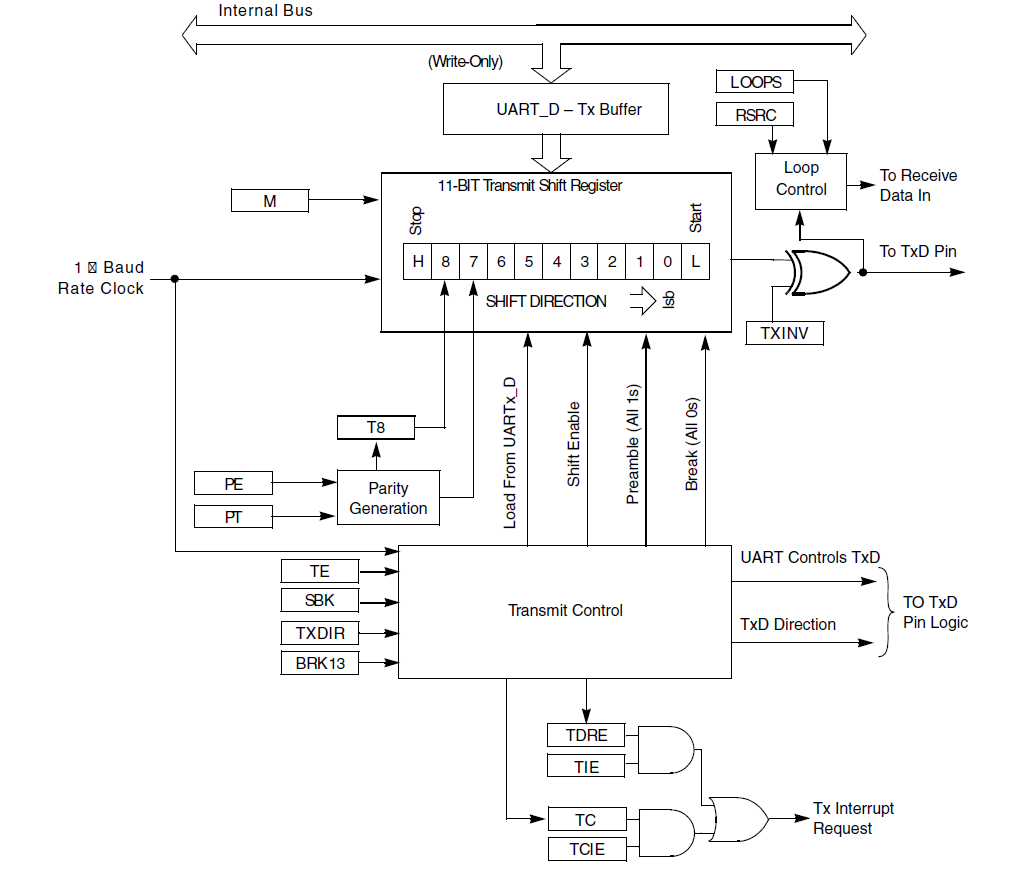 Internal Bus
(Write-Only)
UART_D – Tx Buffer
LOOPS
RSRC
Loop
Control
To Receive
Data In
11-BIT Transmit Shift Register
M
Stop
Start
H 8 7 6 5 4 3 2 1 0 L
1 Baud
Rate Clock
SHIFT DIRECTION
lsb
To TxD Pin
TXINV
T8
PE
PT
Parity
Generation
Load From UARTx_D
Shift Enable
Preamble (All 1s)
Break (All 0s)
TE
SBK
TXDIR
BRK13
Transmit Control
UART Controls TxD
TxD Direction
TO TxD
Pin Logic
TDRE
TIE
TC
TCIE
Tx Interrupt
Request